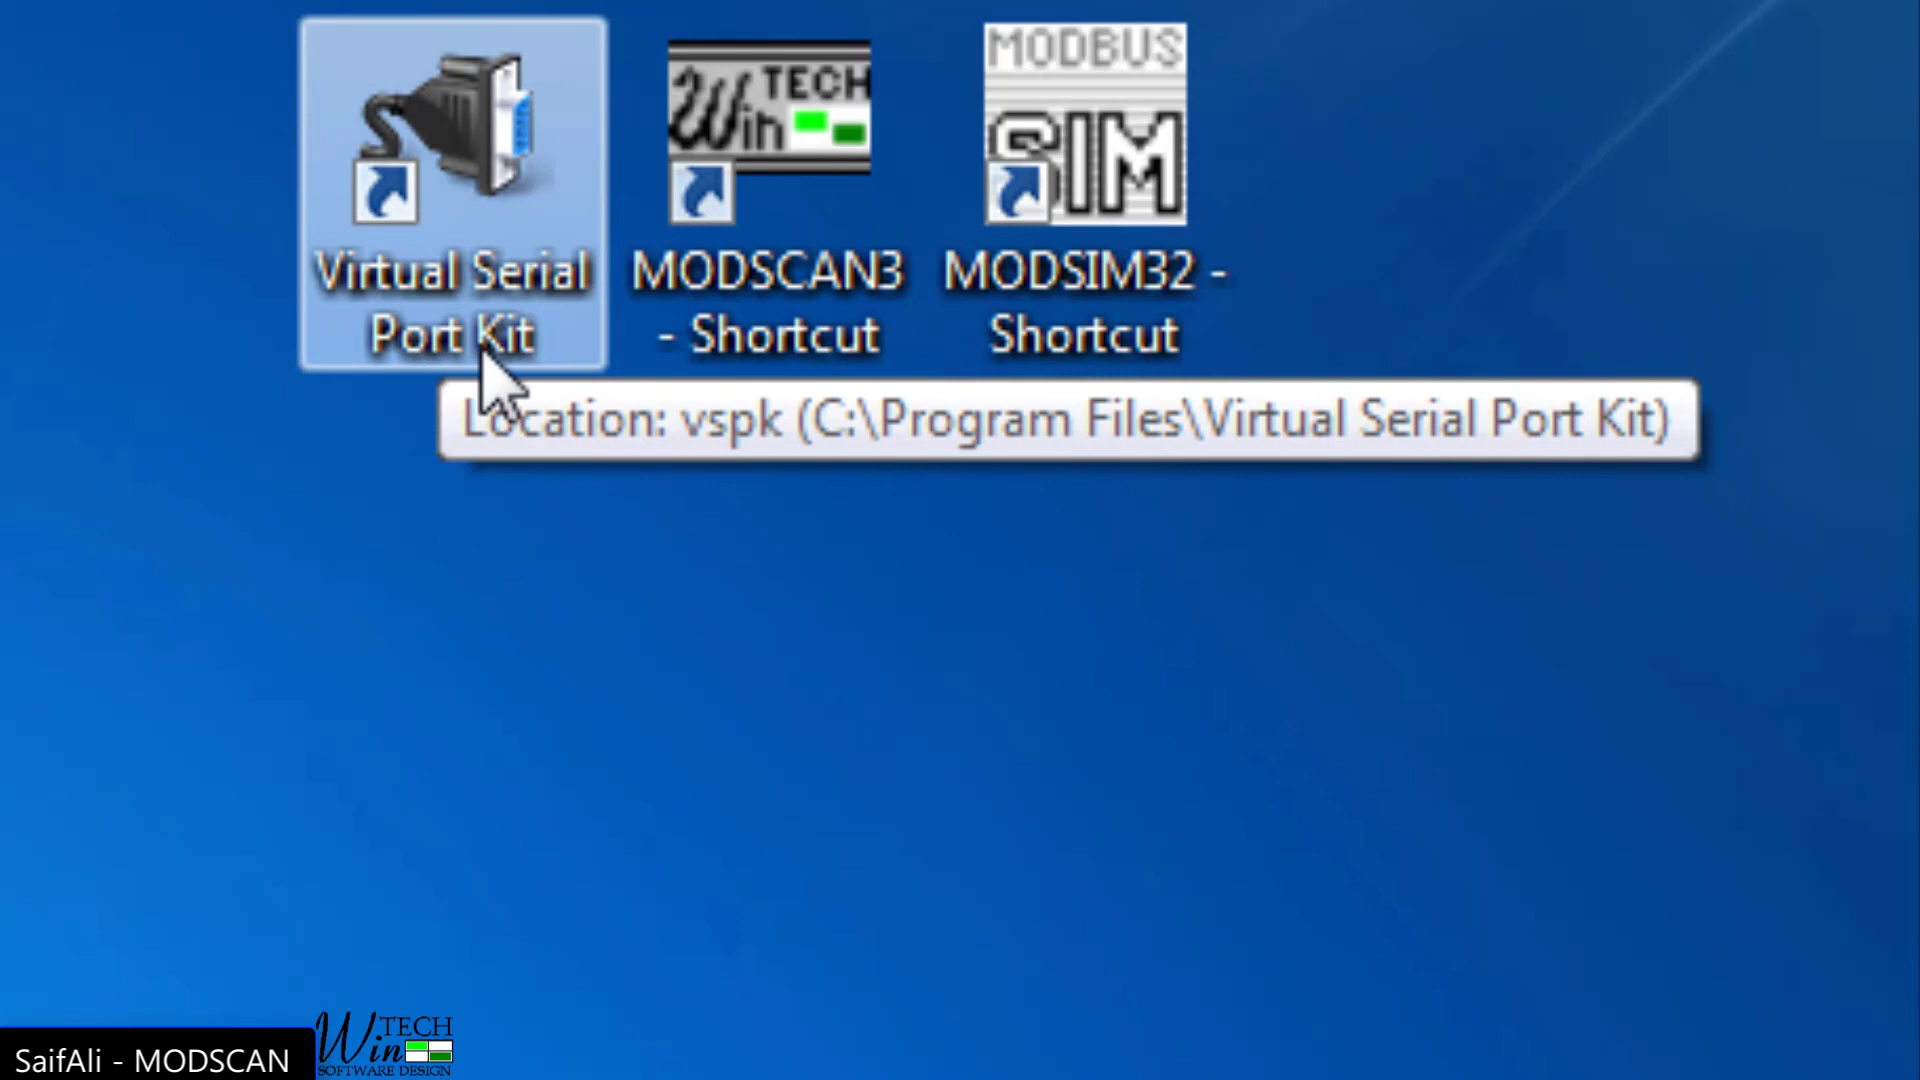 MODBUS
TECH
Win
SIM
Virtual Serial
Port Kit
MODSCAN3
- Shortcut
MODSIM32 -
Shortcut
Location: vspk (C:\Program Files\Virtual Serial Port Kit)
TECH
Win
SOFTWARE DESIGN
SaifAli - MODSCAN